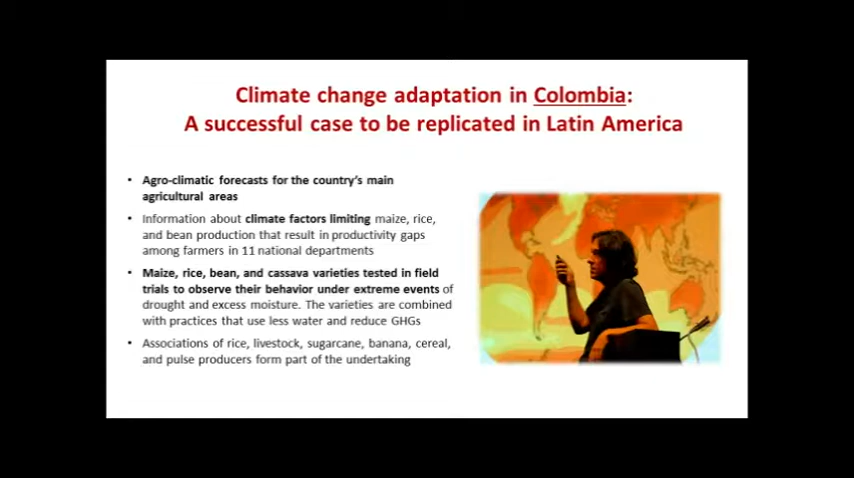 Climate change adaptation in Colombia:
A successful case to be replicated in Latin America
• Agro-climatic forecasts for the country's main
agricultural areas
• Information about climate factors limiting maize, rice,
and bean production that result in productivity gaps
among farmers in 11 national departments
• Maize, rice, bean, and cassava varieties tested in field
trials to observe their behavior under extreme events of
drought and excess moisture. The varieties are combined
with practices that use less water and reduce GHGs
• Associations of rice, livestock, sugarcane, banana, cereal,
and pulse producers form part of the undertaking